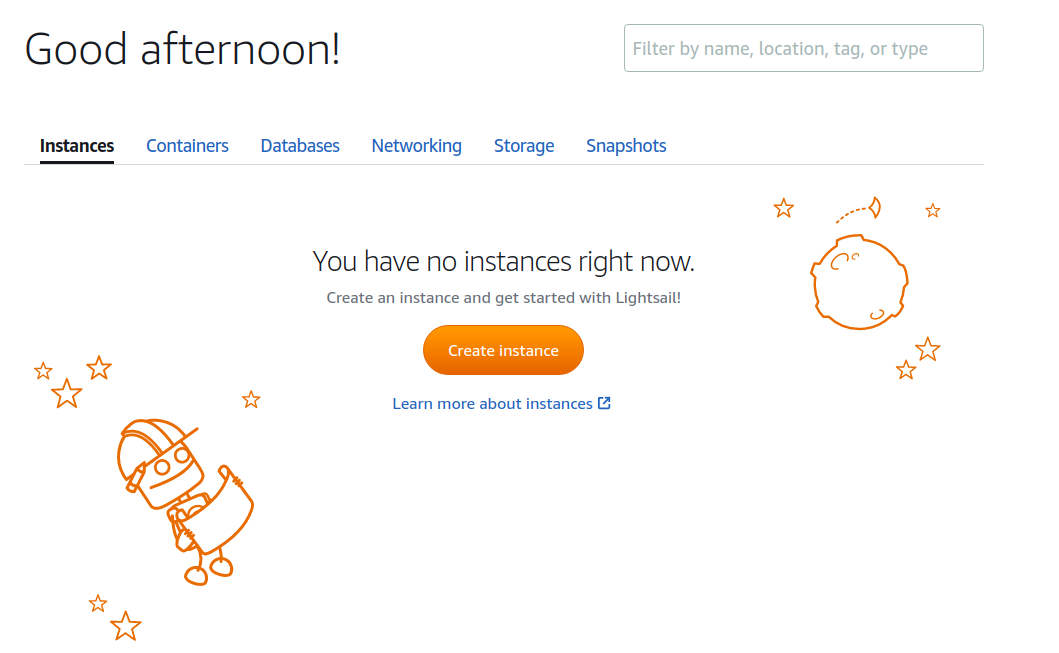 Good afternoon!
Filter by name, location, tag, or type
Instances Containers Databases Networking Storage Snapshots
You have no instances right now.
Create an instance and get started with Lightsail!
Create instance
Learn more about instances